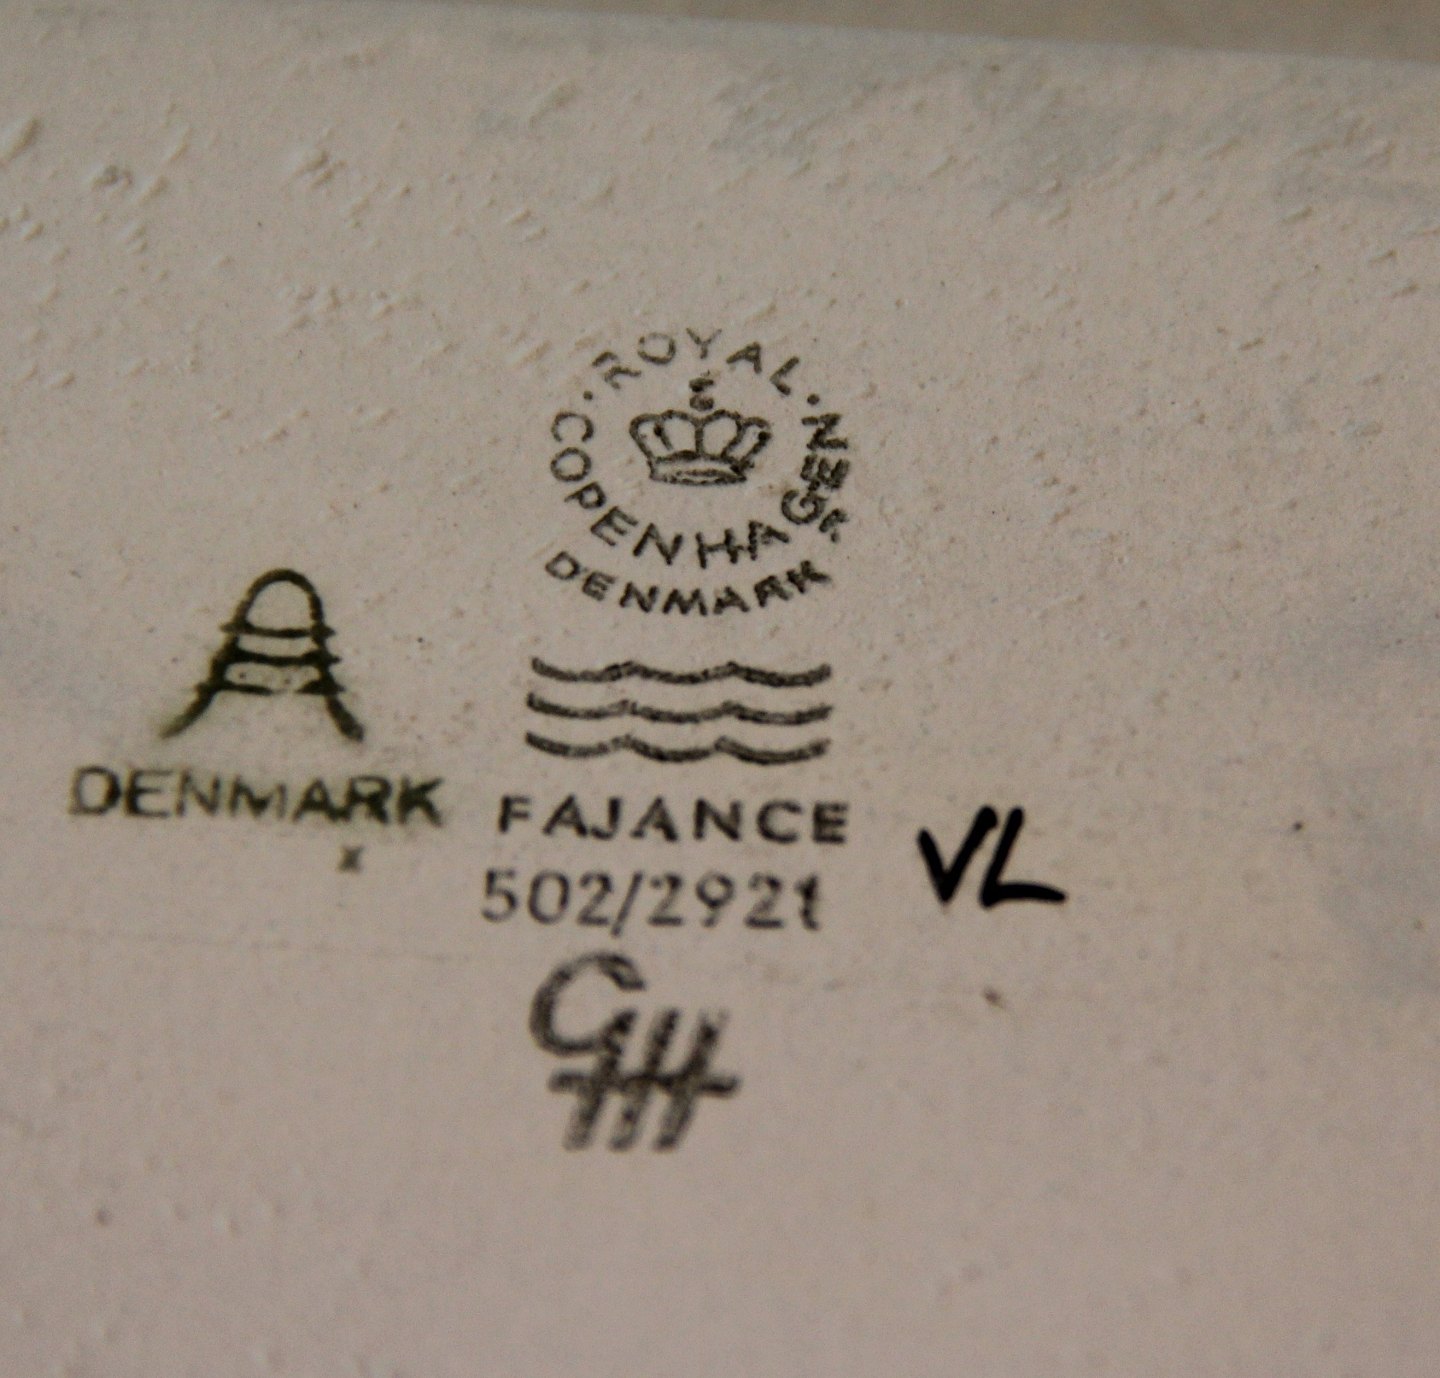 ROYAL
COPENHAGEN
DENMARK
DENMARK
x
FAJANCE
502/2921
VL